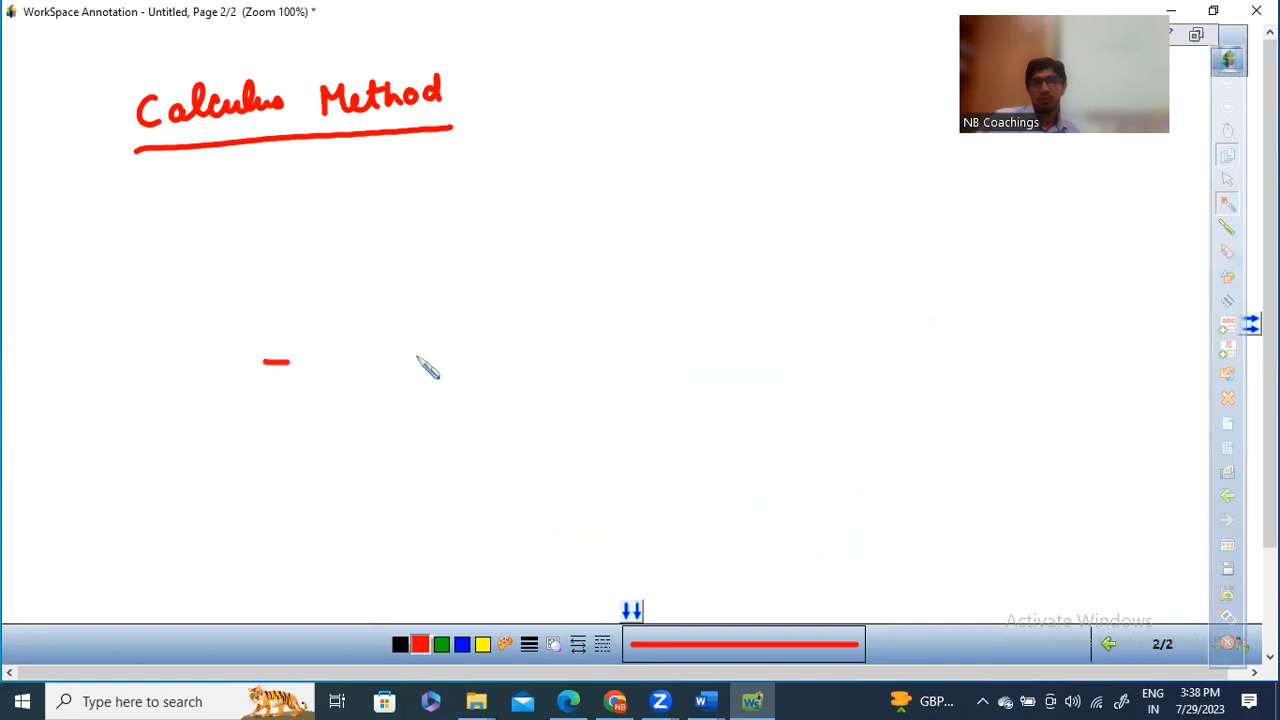 WorkSpace Annotation - Untitled, Page 2/2 (Zoom 100%) *
Calculus Method
NB Coachings
Activate Windows
2/2
Type here to search
GBP...
ENG
IN
3:38 PM
7/29/2023